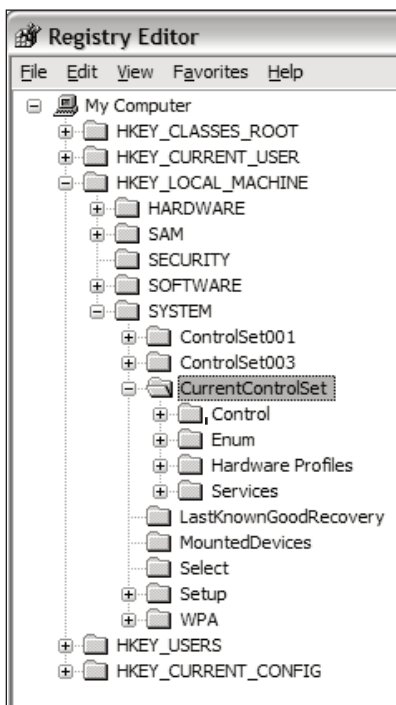 Registry Editor
File Edit View Favorites Help
My Computer
HKEY_CLASSES_ROOT
HKEY_CURRENT_USER
HKEY_LOCAL_MACHINE
HARDWARE
SAM
SECURITY
SOFTWARE
SYSTEM
ControlSet001
ControlSet003
CurrentControlSet
Control
Enum
Hardware Profiles
Services
LastKnownGoodRecovery
MountedDevices
Select
Setup
WPA
HKEY_USERS
HKEY_CURRENT_CONFIG